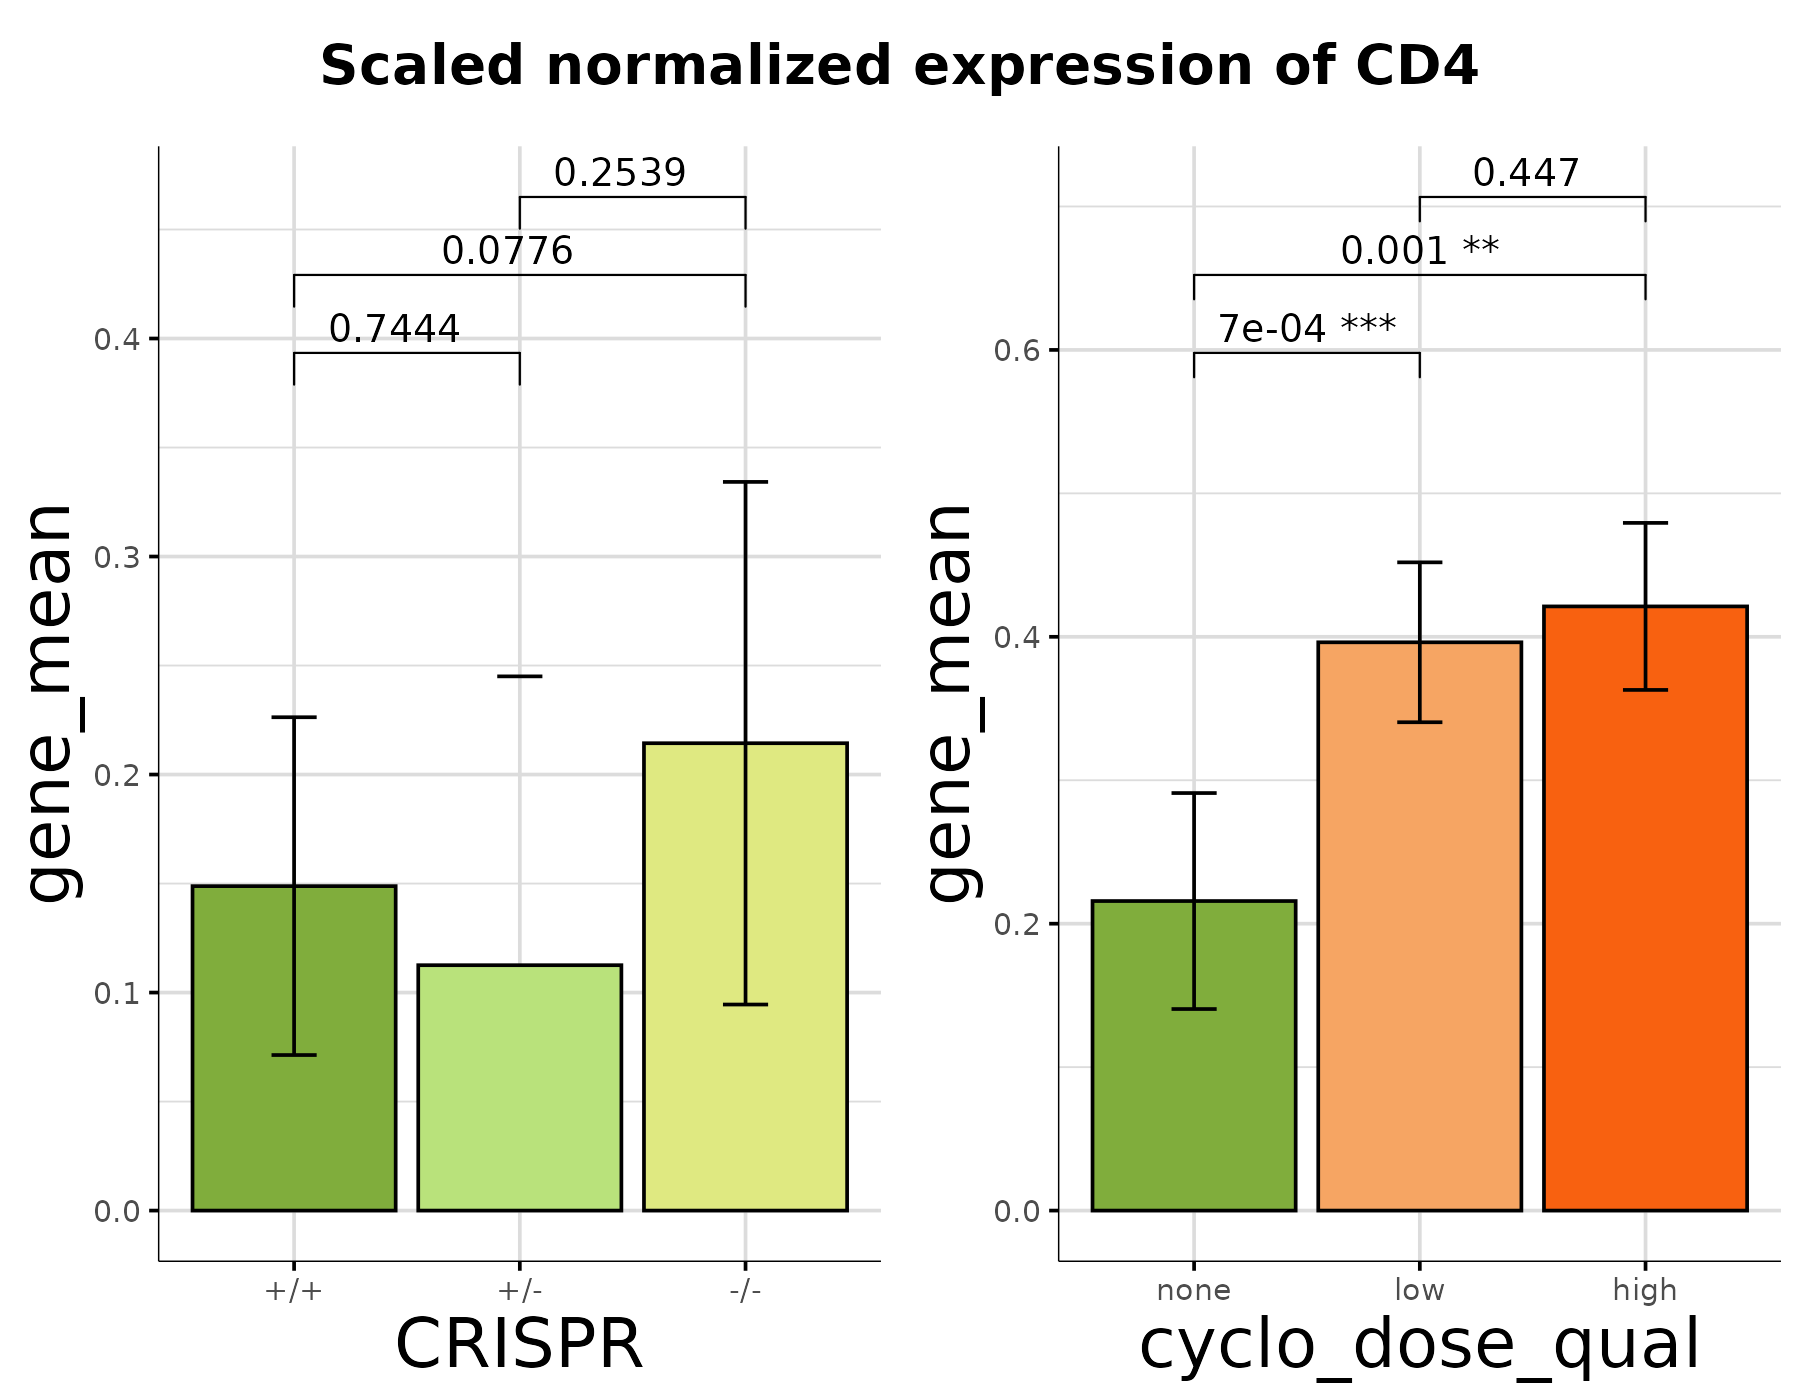 Scaled normalized expression of CD4
gene_mean
0.4
0.3
0.2
0.1
0.0
0.2539
0.0776
0.7444
+/+ +/- -/-
CRISPR
gene_mean
0.6
0.4
0.2
0.0
0.447
0.001 **
7e-04 ***
none low high
cyclo_dose_qual